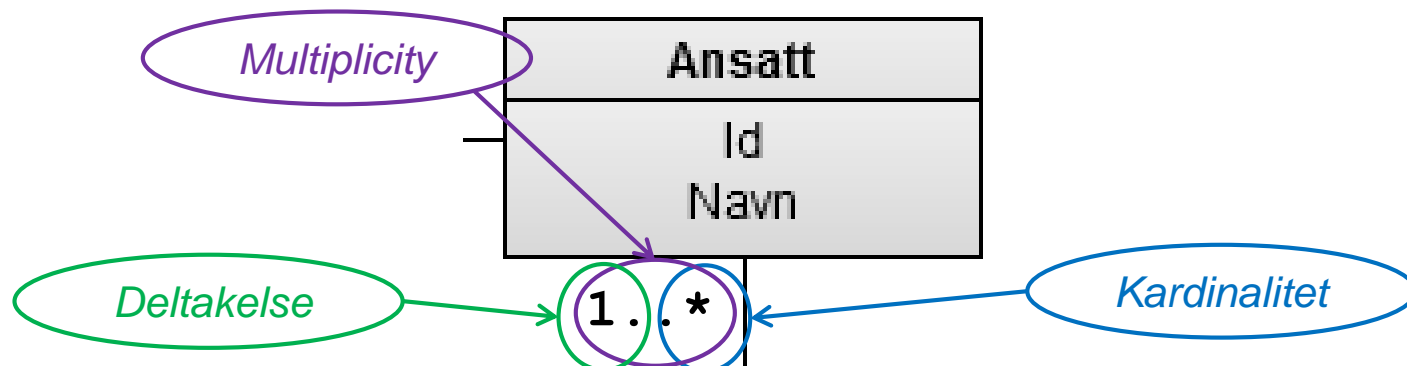 Multiplicity
Ansatt
Id
Navn
Deltakelse
1..*
Kardinalitet